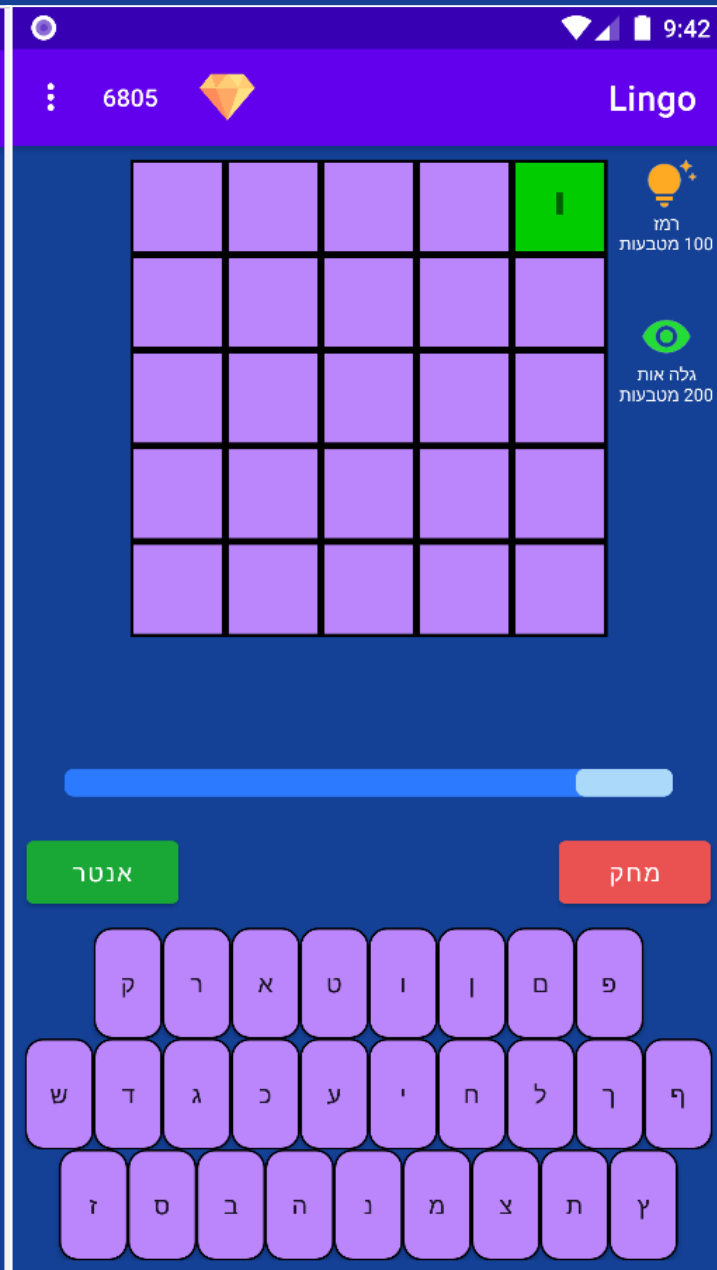 9:42
Lingo 6805
ו
רמז
100 מטבעות
גלה אות
200 מטבעות
מחק אנטר
פ ם ן ו ט א ר ק
ף ך ל ח י ע כ ג ד ש
ץ ת צ מ נ ה ב ס ז